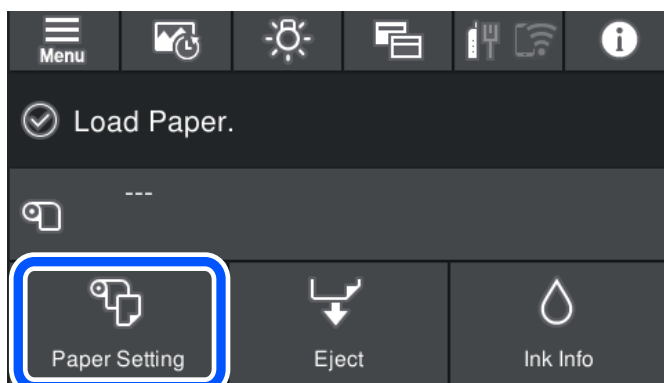 Menu
Load Paper.
---
Paper Setting
Eject
Ink Info